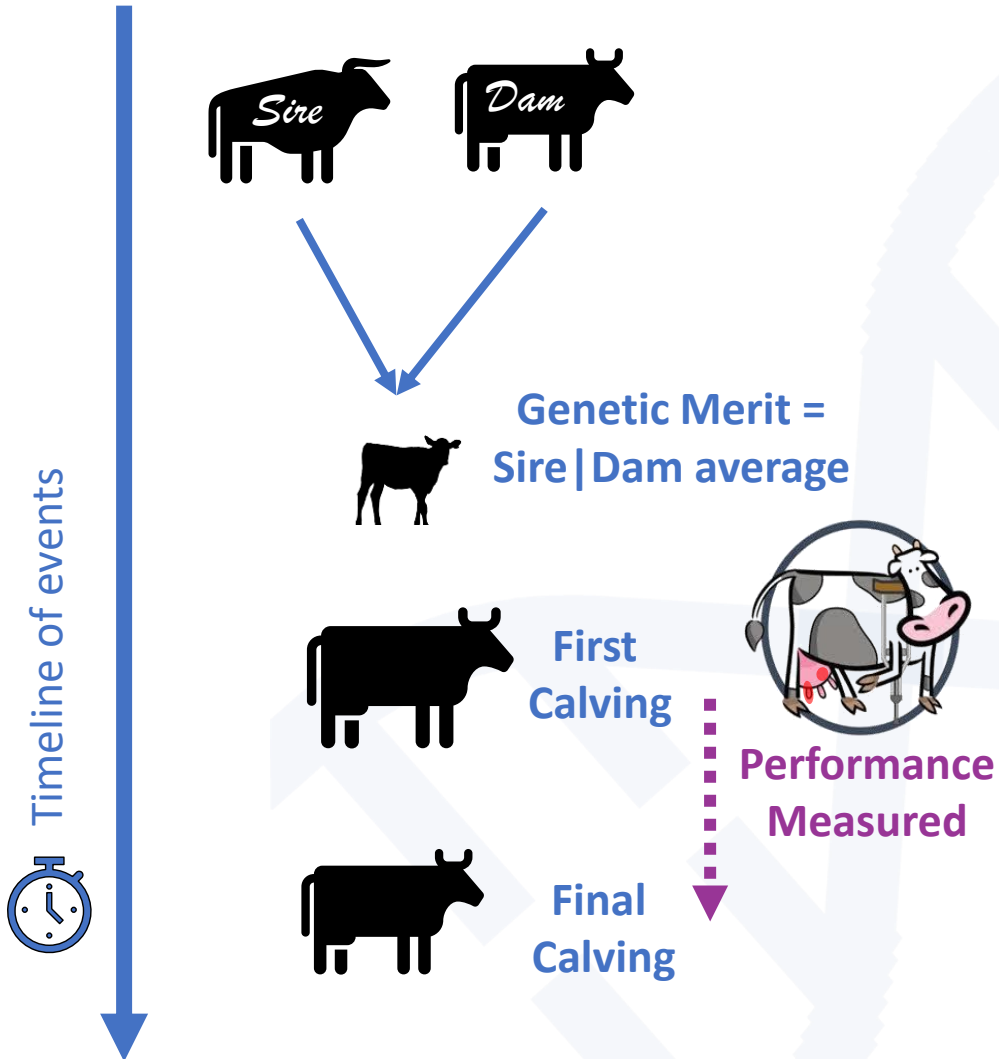 Sire
Dam
Genetic Merit =
Sire|Dam average
Timeline of events
First
Calving
Performance
Measured
Final
Calving